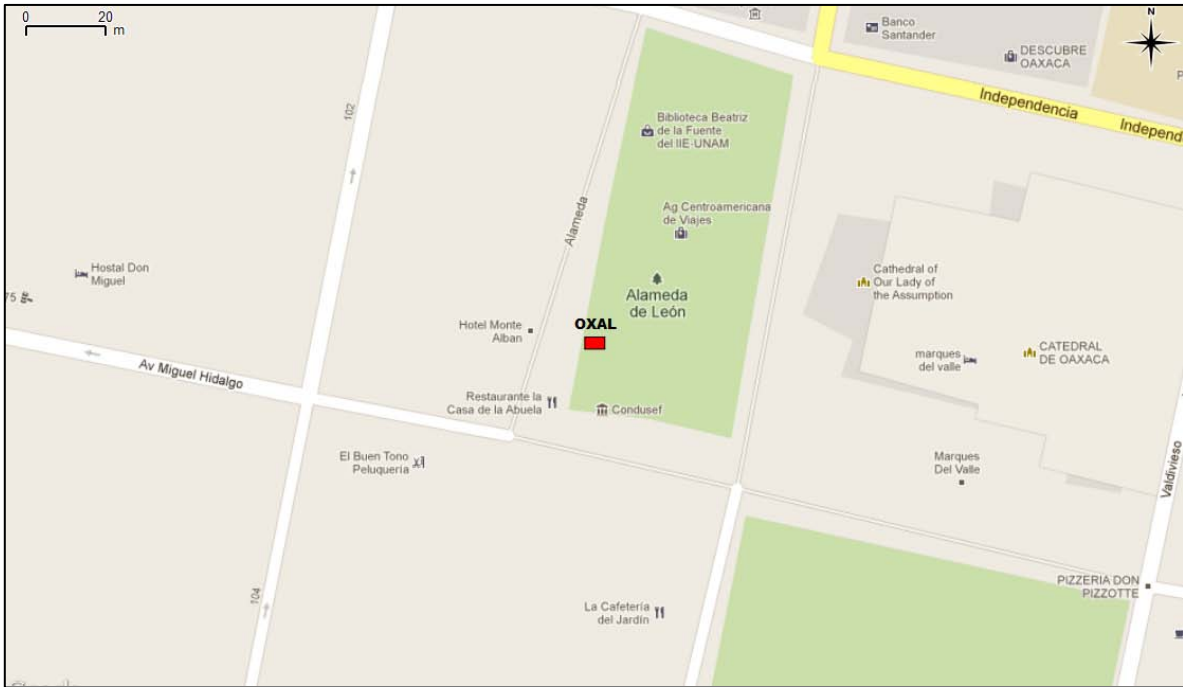 0 20
m
N
Banco
Santander
DESCUBRE
OAXACA
Independencia
102
Biblioteca Beatriz
de la Fuente
del IIE-UNAM
Alameda
Ag Centroamericana
de Viajes
Hostal Don
Miguel
75
Cathedral of
Our Lady of
the Assumption
Alameda
de León
OXAL
Hotel Monte
Alban
CATEDRAL
DE OAXACA
marques
del valle
Av Miguel Hidalgo
Restaurante la
Casa de la Abuela
Condusef
El Buen Tono
Peluquería
Marques
Del Valle
Valdivieso
PIZZERIA DON
PIZZOTTE
104
La Cafetería
del Jardín